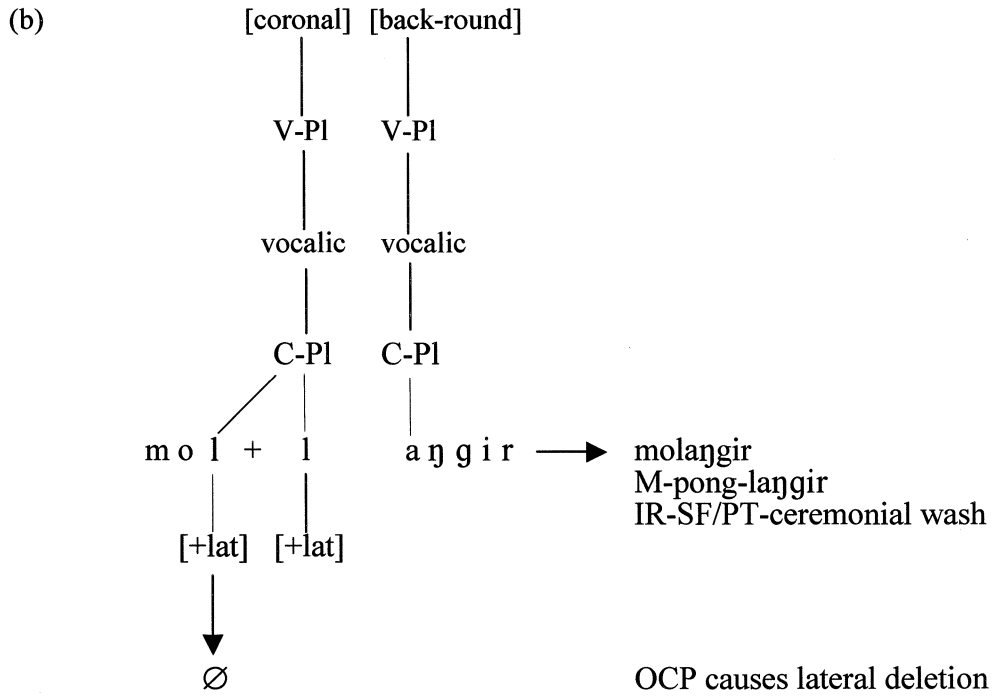 (b) [coronal] [back-round]
V-Pl V-Pl
vocalic vocalic
C-Pl C-Pl
m o l + l a ŋ g i r molaŋgir
M-pong-laŋgir
IR-SF/PT-ceremonial wash
[+lat] [+lat]
∅ OCP causes lateral deletion